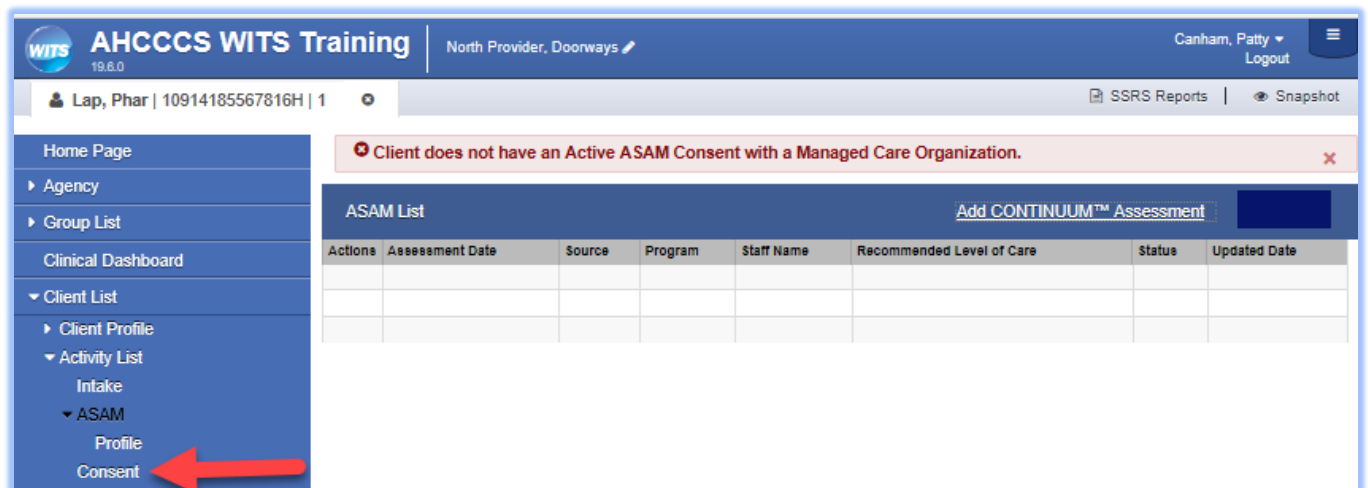 WITS AHCCCS WITS Training North Provider, Doorways Canham, Patty
19.6.0 Logout
Lap, Phar | 10914185567816H | 1 SSRS Reports | Snapshot
Home Page
Client does not have an Active ASAM Consent with a Managed Care Organization.
Agency
Group List
Clinical Dashboard
Client List
Client Profile
Activity List
Intake
ASAM
Profile
Consent
ASAM List Add CONTINUUM™ Assessment
Actions Assessment Date Source Program Staff Name Recommended Level of Care Status Updated Date